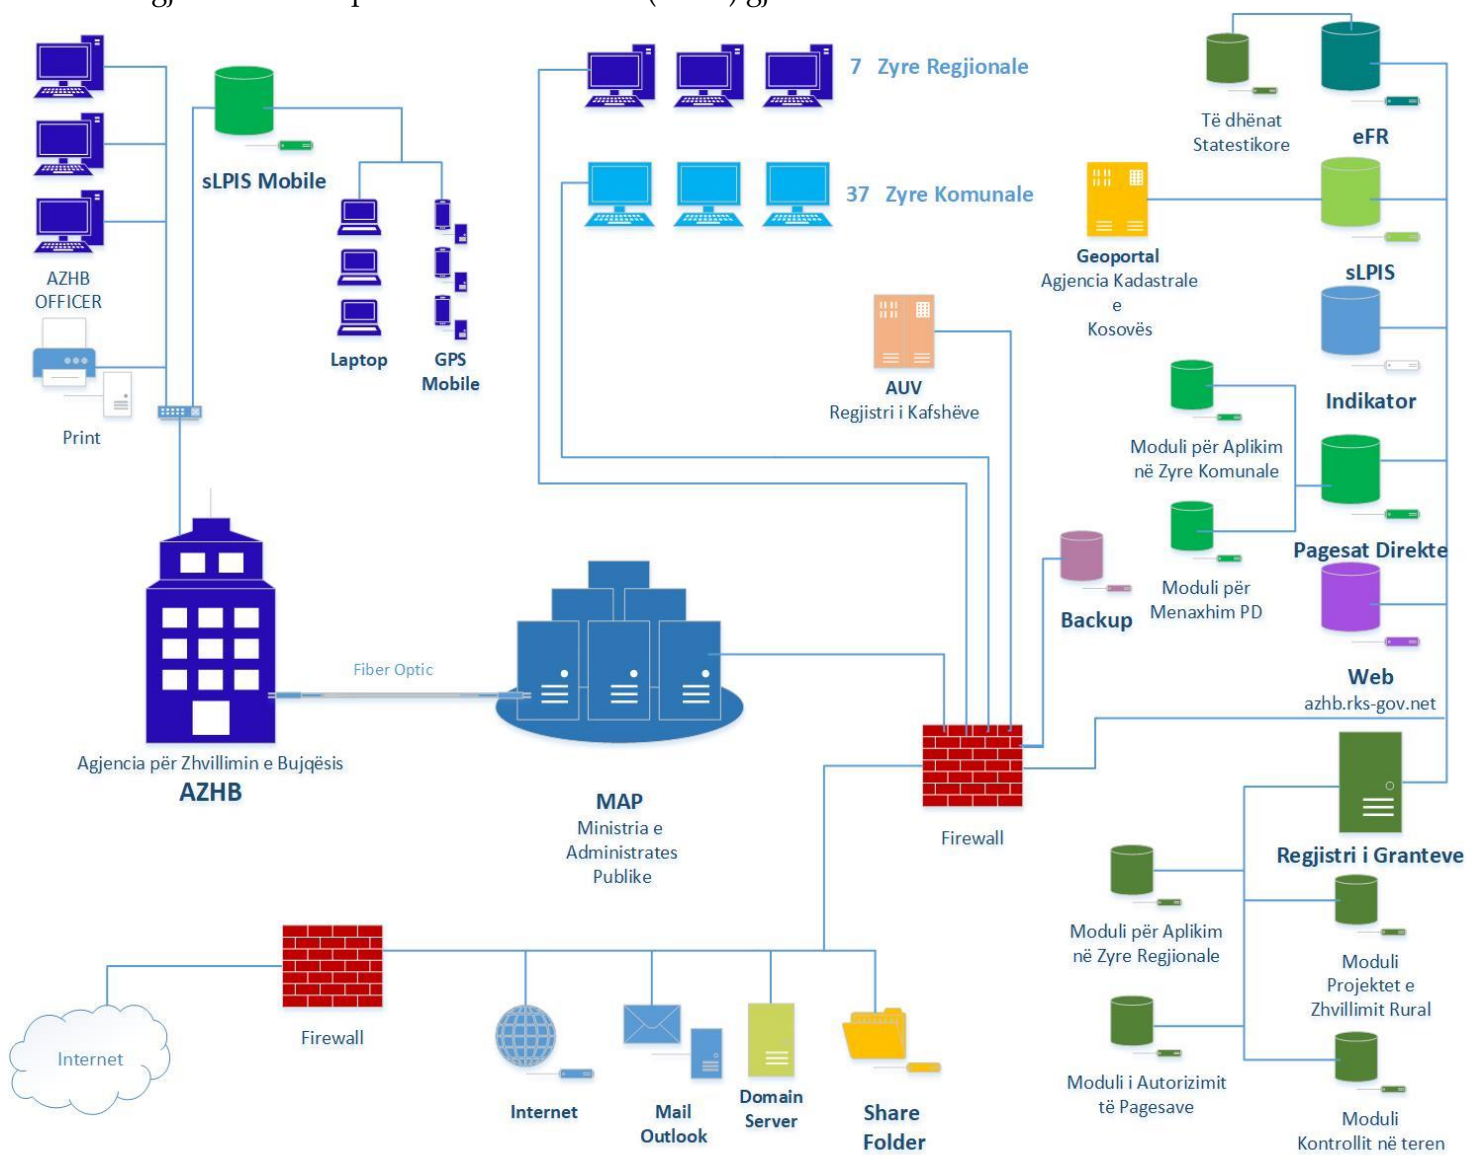 7 Zyre Regjionale
37 Zyre Komunale
sLPIS Mobile
AZHB
OFFICER
Print
Laptop
GPS
Mobile
Të dhënat
Statestikore
eFR
Geoportal
Agjencia Kadastrale
e
Kosovës
sLPIS
AUV
Regjistri i Kafshëve
Indikator
Moduli për Aplikim
në Zyre Komunale
Pagesat Direkte
Moduli për
Menaxhim PD
Backup
Web
azhb.rks-gov.net
Fiber Optic
Agjencia për Zhvillimin e Bujqësis
AZHB
MAP
Ministria e
Administrates
Publike
Firewall
Regjistri i Granteve
Moduli për Aplikim
në Zyre Regjionale
Moduli
Projektet e
Zhvillimit Rural
Moduli i Autorizimit
të Pagesave
Moduli
Kontrollit në teren
Internet
Firewall
Internet
Mail
Outlook
Domain
Server
Share
Folder